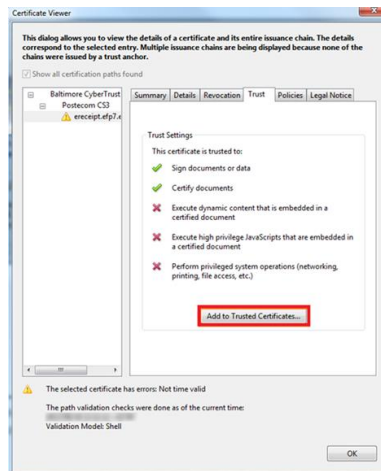 Certificate Viewer
This dialog allows you to view the details of a certificate and its entire issuance chain. The details
correspond to the selected entry. Multiple issuance chains are being displayed because none of the
chains were issued by a trust anchor.
Show all certification paths found
Baltimore CyberTrust
Postecom CS3
ereceipt.efp7.e
Summary Details Revocation Trust Policies Legal Notice
Trust Settings
This certificate is trusted to:
Sign documents or data
Certify documents
Execute dynamic content that is embedded in a
certified document
Execute high privilege JavaScripts that are embedded in
a certified document
Perform privileged system operations (networking,
printing, file access, etc.)
Add to Trusted Certificates...
The selected certificate has errors: Not time valid
The path validation checks were done as of the current time:
Validation Model: Shell
OK